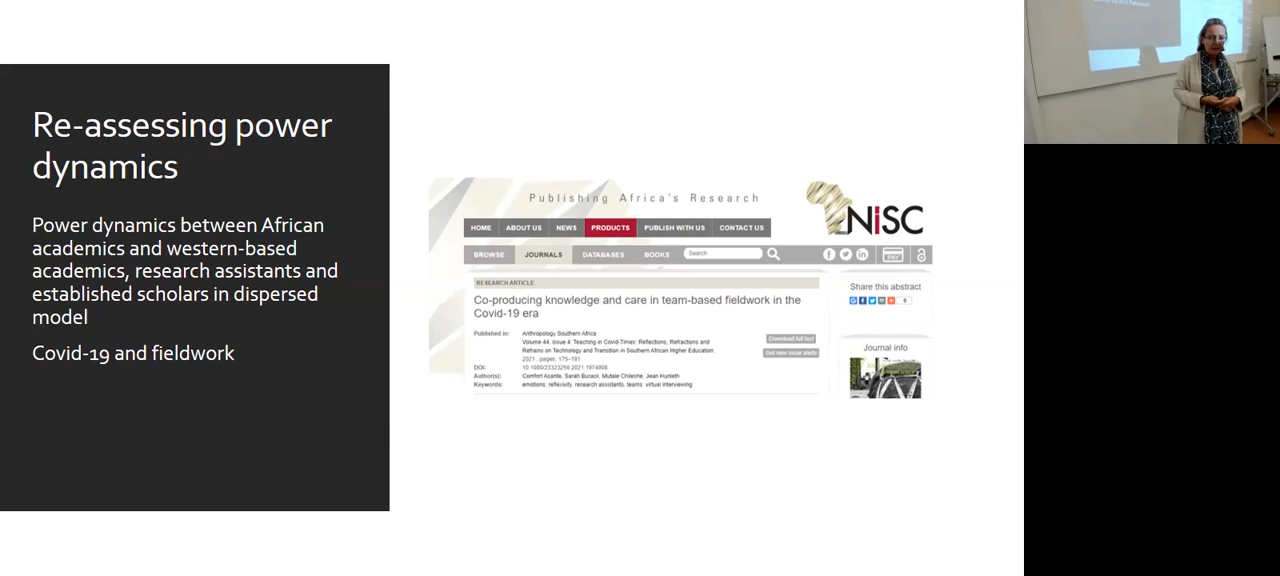 Re-assessing power
dynamics
Power dynamics between African
academics and western-based
academics, research assistants and
established scholars in dispersed
model
Covid-19 and fieldwork
Publishing Africa's Research
NiSC
HOME ABOUT US NEWS PRODUCTS PUBLISH WITH US CONTACT US
BROWSE JOURNALS DATABASES BOOKS Search
RESEARCH ARTICLE
Co-producing knowledge and care in team-based fieldwork in the
Covid-19 era
Published in: Anthropology Southern Africa
Volume 44, Issue 4: Teaching in Covid-Times: Reflections, Refractions and
Refrains on Technology and Transition in Southern African Higher Education,
2021 , pages: 175–191
DOI: 10.1080/23323256.2021.1974908
Author(s): Comfort Asante, Sarah Burack, Mutale Chileshe, Jean Hunleth
Keywords: emotions, reflexivity, research assistants, teams, virtual interviewing
Download full text
Get new issue alerts
Share this abstract
6
Journal info